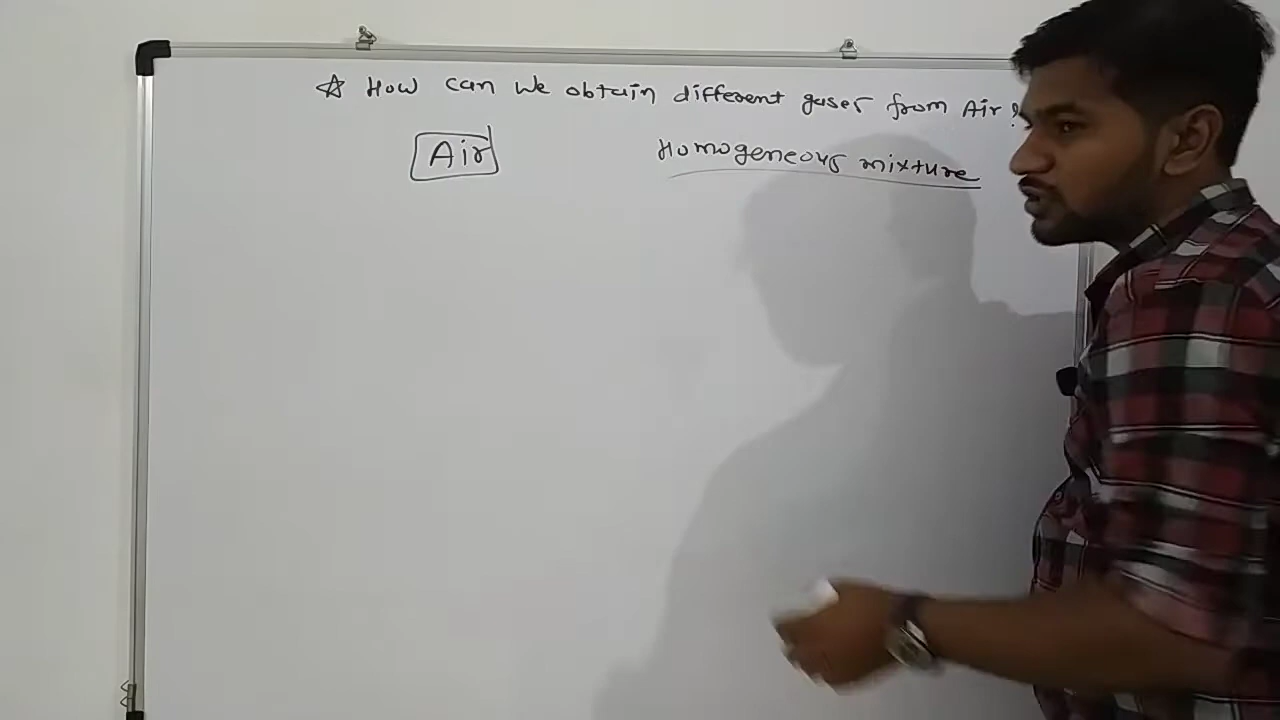 ☆ How can we obtain different gases from Air?
Air
Homogeneous mixture